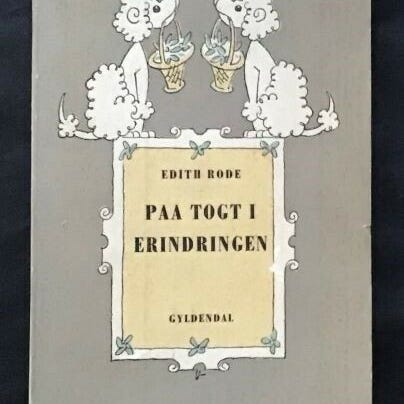 EDITH RODE
PAA TOGT I
ERINDRINGEN
GYLDENDAL